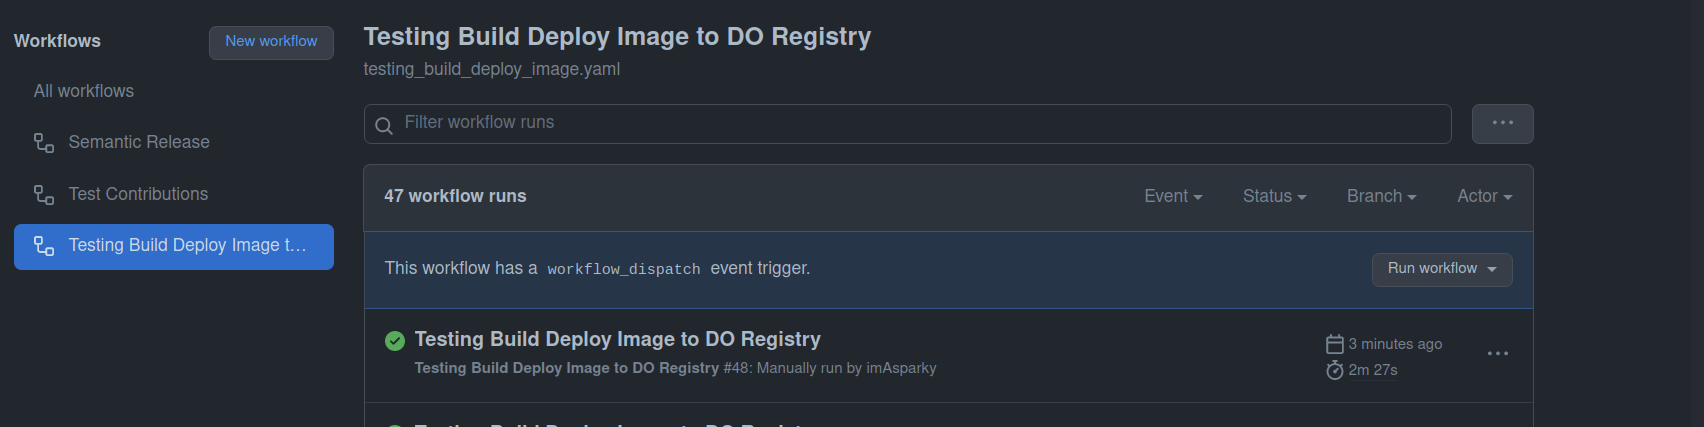 Workflows
New workflow
All workflows
Semantic Release
Test Contributions
Testing Build Deploy Image t...
Testing Build Deploy Image to DO Registry
testing_build_deploy_image.yaml
Filter workflow runs
47 workflow runs
Event
Status
Branch
Actor
This workflow has a workflow_dispatch event trigger.
Run workflow
Testing Build Deploy Image to DO Registry
3 minutes ago
Testing Build Deploy Image to DO Registry #48: Manually run by imAsparky
2m 27s